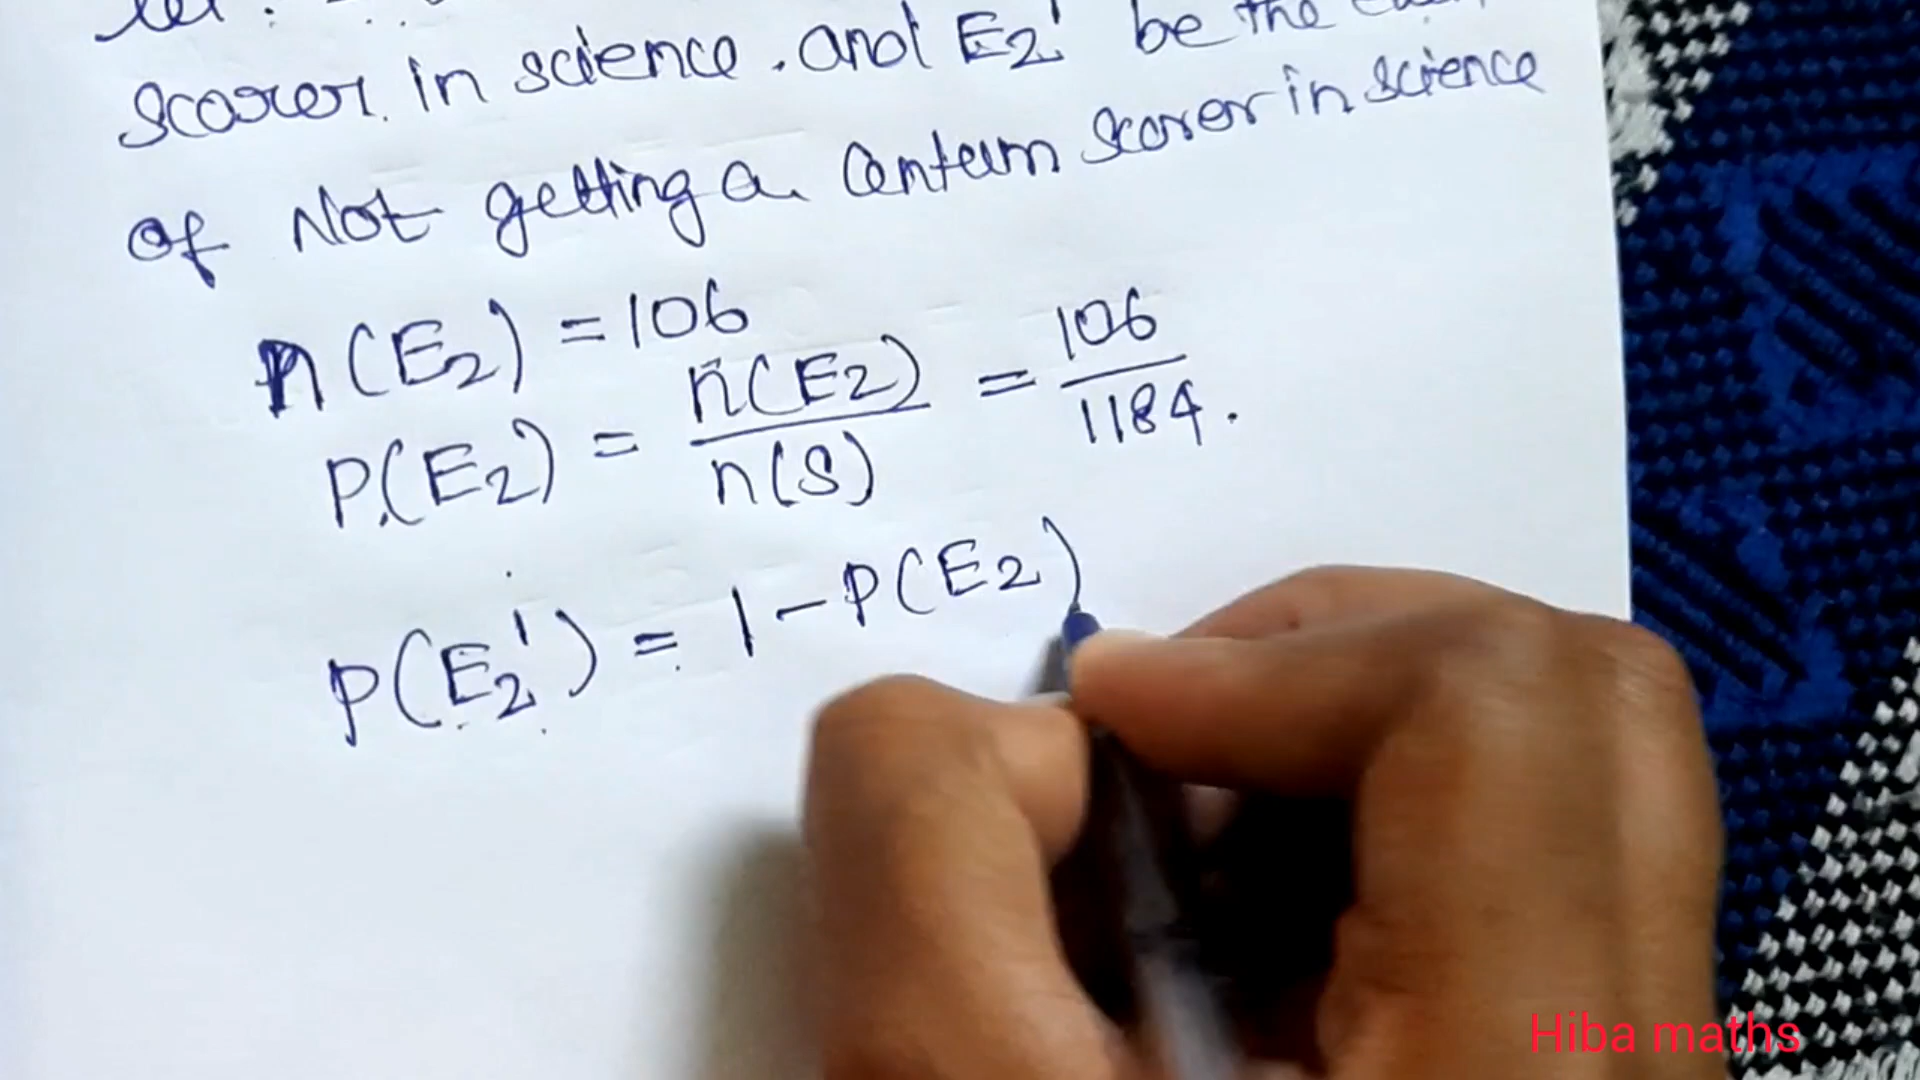 scorer in science. and E2' be the
of Not getting a Centum scorer in science
n(E2) = 106
P(E2) = n(E2)/n(S) = 106/1184.
P(E2') = 1 - P(E2)
Hiba maths